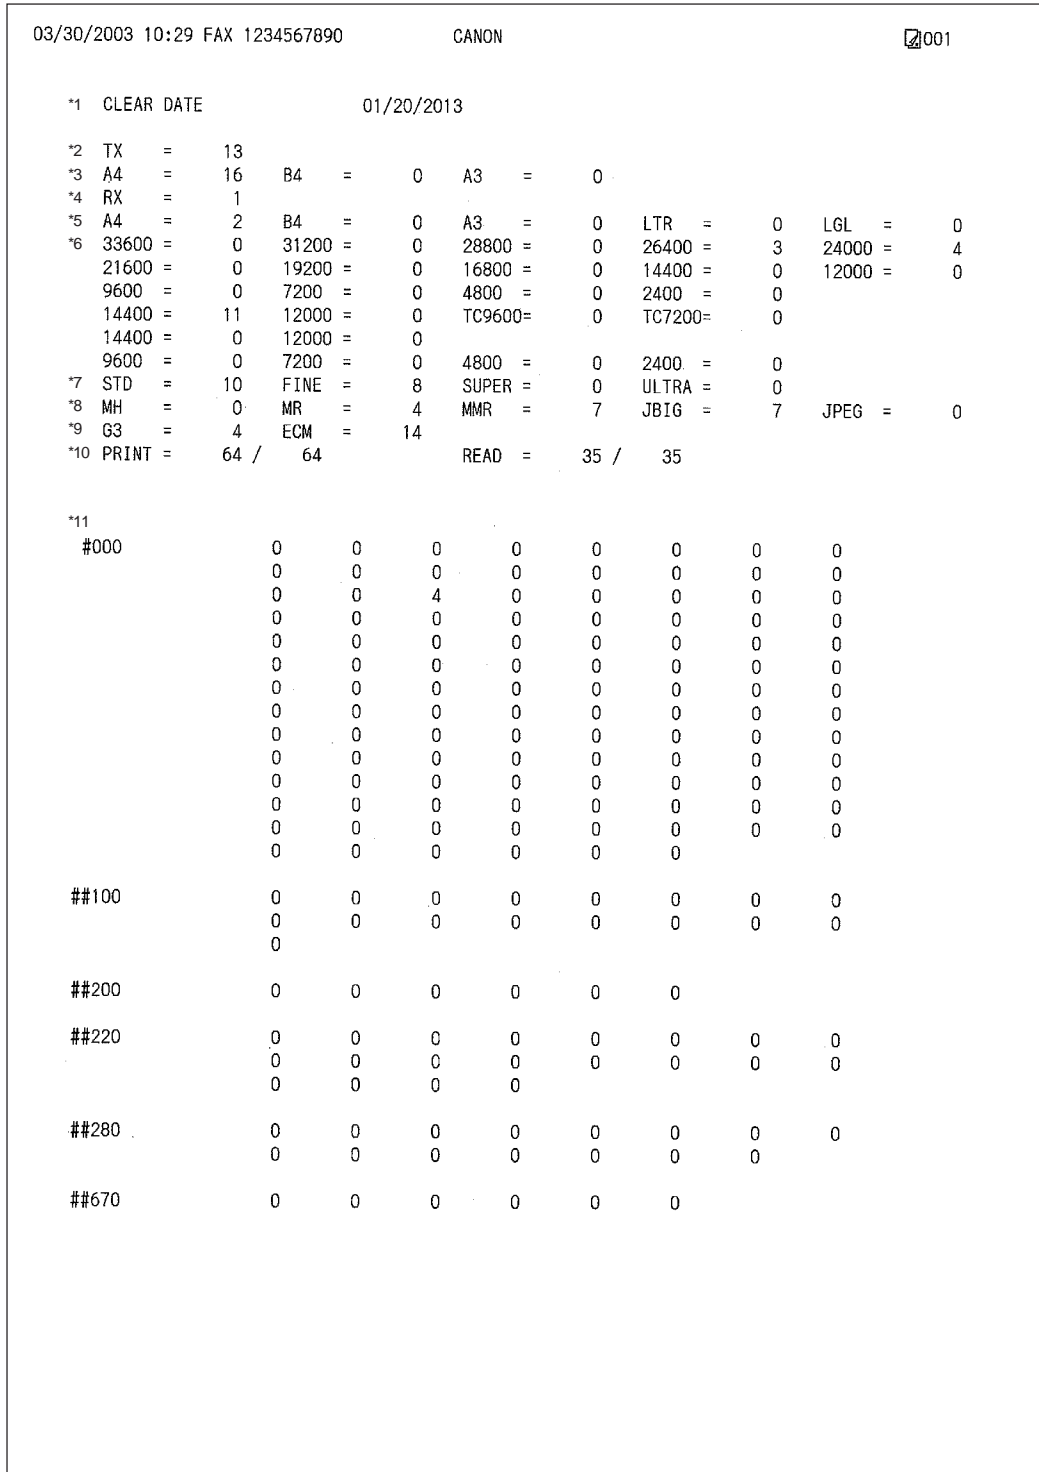 03/30/2003 10:29 FAX 1234567890 CANON 001
*1 CLEAR DATE 01/20/2013
*2 TX = 13
*3 A4 = 16 B4 = 0 A3 = 0
*4 RX = 1
*5 A4 = 2 B4 = 0 A3 = 0 LTR = 0 LGL = 0
*6 33600 = 0 31200 = 0 28800 = 0 26400 = 3 24000 = 4
21600 = 0 19200 = 0 16800 = 0 14400 = 0 12000 = 0
9600 = 0 7200 = 0 4800 = 0 2400 = 0
14400 = 11 12000 = 0 TC9600= 0 TC7200= 0
14400 = 0 12000 = 0
9600 = 0 7200 = 0 4800 = 0 2400 = 0
*7 STD = 10 FINE = 8 SUPER = 0 ULTRA = 0
*8 MH = 0 MR = 4 MMR = 7 JBIG = 7 JPEG = 0
*9 G3 = 4 ECM = 14
*10 PRINT = 64 / 64 READ = 35 / 35
*11
#000 0 0 0 0 0 0 0 0
0 0 0 0 0 0 0 0
0 0 4 0 0 0 0 0
0 0 0 0 0 0 0 0
0 0 0 0 0 0 0 0
0 0 0 0 0 0 0 0
0 0 0 0 0 0 0 0
0 0 0 0 0 0 0 0
0 0 0 0 0 0 0 0
0 0 0 0 0 0 0 0
0 0 0 0 0 0 0 0
0 0 0 0 0 0 0 0
0 0 0 0 0 0 0 0
0 0 0 0 0 0
##100 0 0 0 0 0 0 0 0
0 0 0 0 0 0 0 0
0
##200 0 0 0 0 0 0
##220 0 0 0 0 0 0 0 0
0 0 0 0 0 0 0 0
0 0 0 0
##280 0 0 0 0 0 0 0 0
0 0 0 0 0 0 0
##670 0 0 0 0 0 0